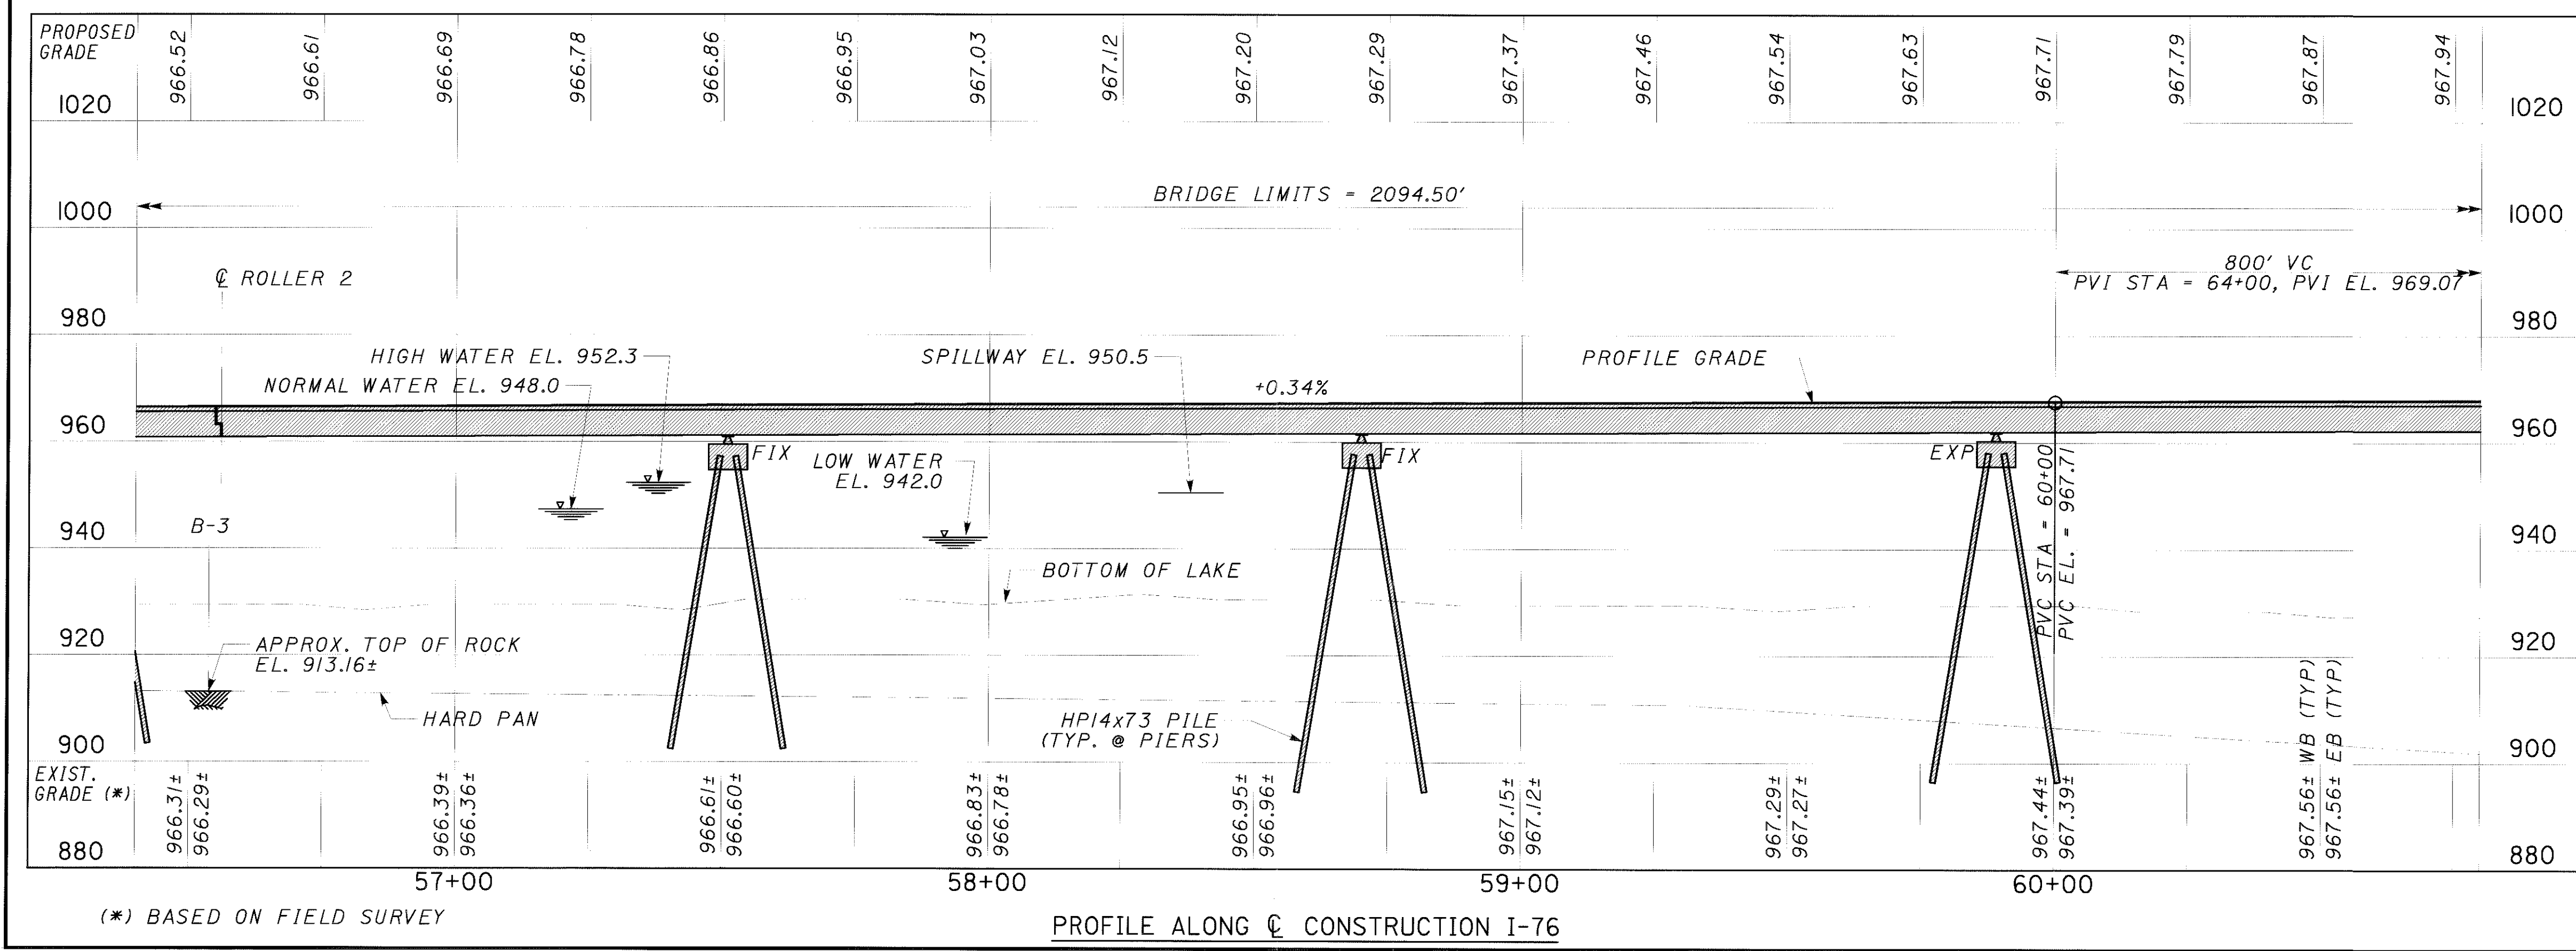 PROPOSED
GRADE
966.52
966.61
966.69
966.78
966.86
966.95
967.03
967.12
967.20
967.29
967.37
967.46
967.54
967.63
967.71
967.79
967.87
967.94
1020
1020
BRIDGE LIMITS = 2094.50'
1000
1000
℄ ROLLER 2
800' VC
PVI STA = 64+00, PVI EL. 969.07
980
980
HIGH WATER EL. 952.3
SPILLWAY EL. 950.5
PROFILE GRADE
NORMAL WATER EL. 948.0
+0.34%
960
960
FIX
LOW WATER
EL. 942.0
FIX
EXP
PVC STA = 60+00
PVC EL. = 967.71
B-3
940
940
BOTTOM OF LAKE
920
920
APPROX. TOP OF ROCK
EL. 913.16±
HARD PAN
HP14x73 PILE
(TYP. @ PIERS)
900
900
EXIST.
GRADE (*)
966.31±
966.29±
966.39±
966.36±
966.61±
966.60±
966.83±
966.78±
966.95±
966.96±
967.15±
967.12±
967.29±
967.27±
967.44±
967.39±
967.56± WB (TYP)
967.56± EB (TYP)
880
880
57+00
58+00
59+00
60+00
(*) BASED ON FIELD SURVEY
PROFILE ALONG ℄ CONSTRUCTION I-76